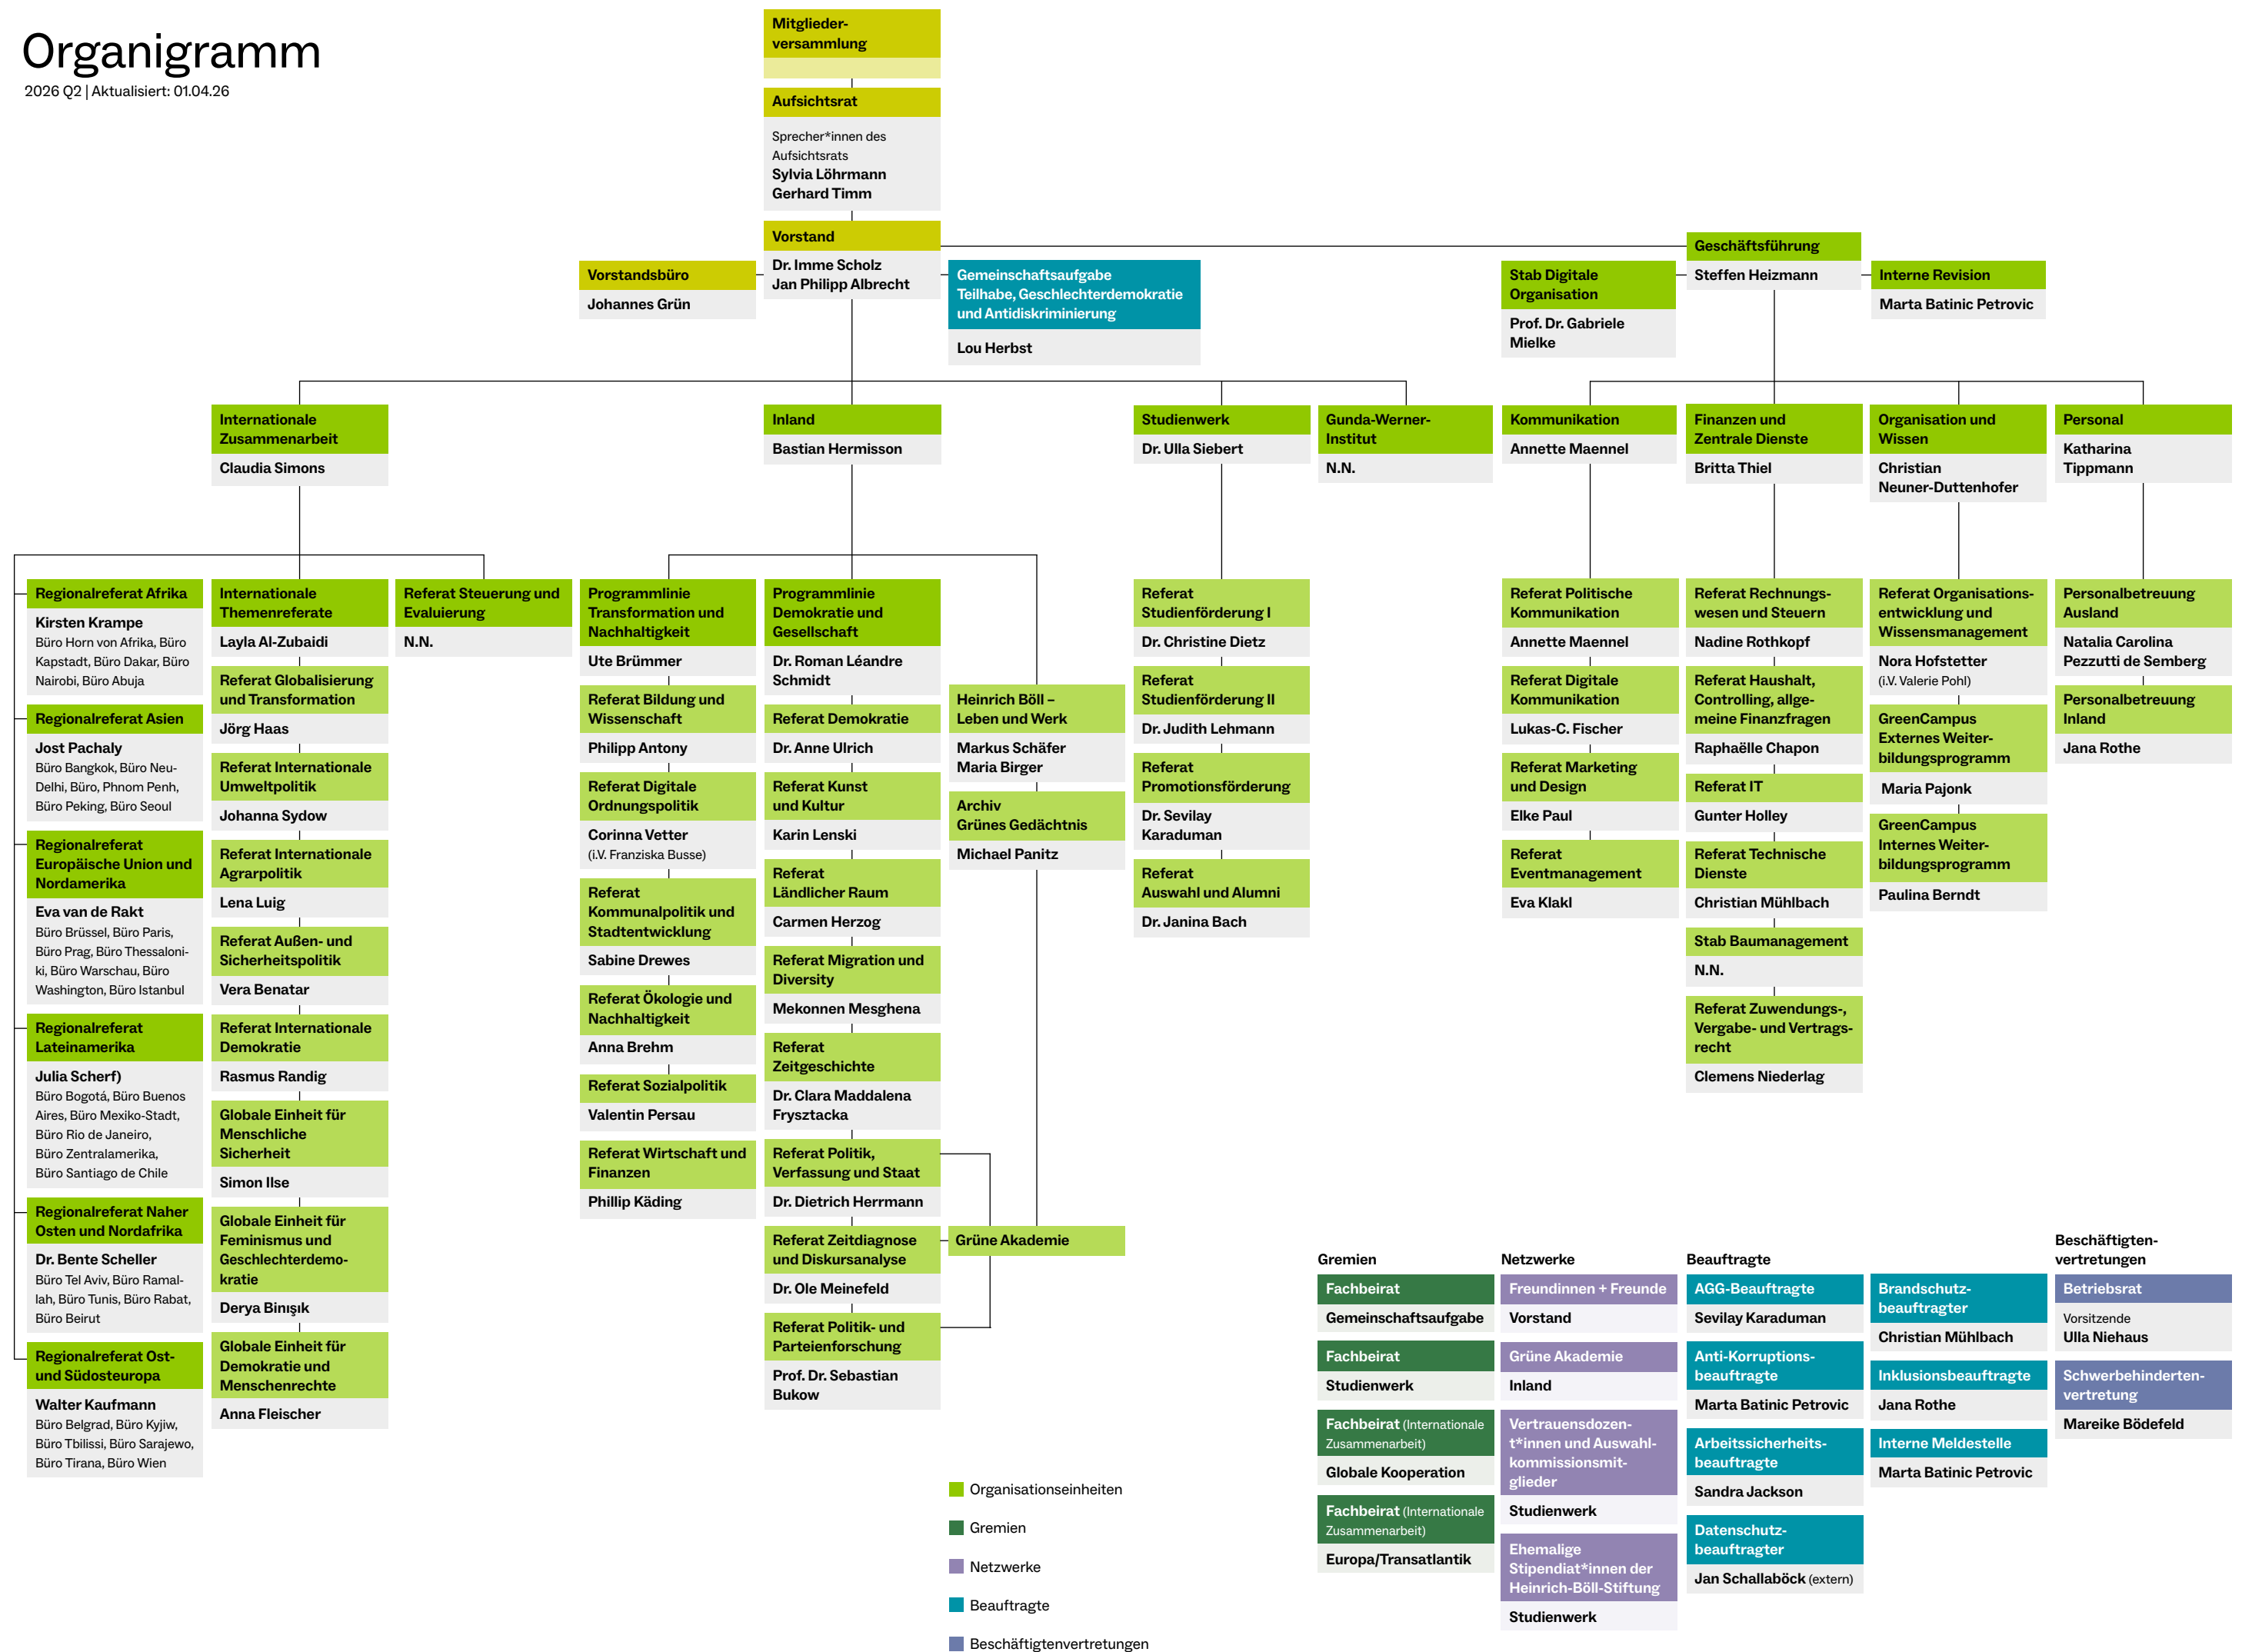 Organigramm
2026 Q2 | Aktualisiert: 01.04.26
Mitglieder-
versammlung
Aufsichtsrat
Sprecher*innen des
Aufsichtsrats
Sylvia Löhrmann
Gerhard Timm
Vorstand
Dr. Imme Scholz
Jan Philipp Albrecht
Vorstandsbüro
Johannes Grün
Gemeinschaftsaufgabe
Teilhabe, Geschlechterdemokratie
und Antidiskriminierung
Lou Herbst
Geschäftsführung
Steffen Heizmann
Stab Digitale
Organisation
Prof. Dr. Gabriele
Mielke
Interne Revision
Marta Batinic Petrovic
Internationale
Zusammenarbeit
Claudia Simons
Inland
Bastian Hermisson
Studienwerk
Dr. Ulla Siebert
Gunda-Werner-
Institut
N.N.
Kommunikation
Annette Maennel
Finanzen und
Zentrale Dienste
Britta Thiel
Organisation und
Wissen
Christian
Neuner-Duttenhofer
Personal
Katharina
Tippmann
Regionalreferat Afrika
Kirsten Krampe
Büro Horn von Afrika, Büro
Kapstadt, Büro Dakar, Büro
Nairobi, Büro Abuja
Regionalreferat Asien
Jost Pachaly
Büro Bangkok, Büro Neu-
Delhi, Büro, Phnom Penh,
Büro Peking, Büro Seoul
Regionalreferat
Europäische Union und
Nordamerika
Eva van de Rakt
Büro Brüssel, Büro Paris,
Büro Prag, Büro Thessaloni-
ki, Büro Warschau, Büro
Washington, Büro Istanbul
Regionalreferat
Lateinamerika
Julia Scherf)
Büro Bogotá, Büro Buenos
Aires, Büro Mexiko-Stadt,
Büro Rio de Janeiro,
Büro Zentralamerika,
Büro Santiago de Chile
Regionalreferat Naher
Osten und Nordafrika
Dr. Bente Scheller
Büro Tel Aviv, Büro Ramal-
lah, Büro Tunis, Büro Rabat,
Büro Beirut
Regionalreferat Ost-
und Südosteuropa
Walter Kaufmann
Büro Belgrad, Büro Kyjiw,
Büro Tbilissi, Büro Sarajewo,
Büro Tirana, Büro Wien
Internationale
Themenreferate
Layla Al-Zubaidi
Referat Globalisierung
und Transformation
Jörg Haas
Referat Internationale
Umweltpolitik
Johanna Sydow
Referat Internationale
Agrarpolitik
Lena Luig
Referat Außen- und
Sicherheitspolitik
Vera Benatar
Referat Internationale
Demokratie
Rasmus Randig
Globale Einheit für
Menschliche
Sicherheit
Simon Ilse
Globale Einheit für
Feminismus und
Geschlechterdemo-
kratie
Derya Binışık
Globale Einheit für
Demokratie und
Menschenrechte
Anna Fleischer
Referat Steuerung und
Evaluierung
N.N.
Programmlinie
Transformation und
Nachhaltigkeit
Ute Brümmer
Referat Bildung und
Wissenschaft
Philipp Antony
Referat Digitale
Ordnungspolitik
Corinna Vetter
(i.V. Franziska Busse)
Referat
Kommunalpolitik und
Stadtentwicklung
Sabine Drewes
Referat Ökologie und
Nachhaltigkeit
Anna Brehm
Referat Sozialpolitik
Valentin Persau
Referat Wirtschaft und
Finanzen
Phillip Käding
Programmlinie
Demokratie und
Gesellschaft
Dr. Roman Léandre
Schmidt
Referat Demokratie
Dr. Anne Ulrich
Referat Kunst
und Kultur
Karin Lenski
Referat
Ländlicher Raum
Carmen Herzog
Referat Migration und
Diversity
Mekonnen Mesghena
Referat
Zeitgeschichte
Dr. Clara Maddalena
Frysztacka
Referat Politik,
Verfassung und Staat
Dr. Dietrich Herrmann
Referat Zeitdiagnose
und Diskursanalyse
Dr. Ole Meinefeld
Referat Politik- und
Parteienforschung
Prof. Dr. Sebastian
Bukow
Heinrich Böll –
Leben und Werk
Markus Schäfer
Maria Birger
Archiv
Grünes Gedächtnis
Michael Panitz
Grüne Akademie
Referat
Studienförderung I
Dr. Christine Dietz
Referat
Studienförderung II
Dr. Judith Lehmann
Referat
Promotionsförderung
Dr. Sevilay
Karaduman
Referat
Auswahl und Alumni
Dr. Janina Bach
Referat Politische
Kommunikation
Annette Maennel
Referat Digitale
Kommunikation
Lukas-C. Fischer
Referat Marketing
und Design
Elke Paul
Referat
Eventmanagement
Eva Klakl
Referat Rechnungs-
wesen und Steuern
Nadine Rothkopf
Referat Haushalt,
Controlling, allge-
meine Finanzfragen
Raphaëlle Chapon
Referat IT
Gunter Holley
Referat Technische
Dienste
Christian Mühlbach
Stab Baumanagement
N.N.
Referat Zuwendungs-,
Vergabe- und Vertrags-
recht
Clemens Niederlag
Referat Organisations-
entwicklung und
Wissensmanagement
Nora Hofstetter
(i.V. Valerie Pohl)
GreenCampus
Externes Weiter-
bildungsprogramm
Maria Pajonk
GreenCampus
Internes Weiter-
bildungsprogramm
Paulina Berndt
Personalbetreuung
Ausland
Natalia Carolina
Pezzutti de Semberg
Personalbetreuung
Inland
Jana Rothe
Organisationseinheiten
Gremien
Netzwerke
Beauftragte
Beschäftigtenvertretungen
Gremien
Fachbeirat
Gemeinschaftsaufgabe
Fachbeirat
Studienwerk
Fachbeirat (Internationale
Zusammenarbeit)
Globale Kooperation
Fachbeirat (Internationale
Zusammenarbeit)
Europa/Transatlantik
Netzwerke
Freundinnen + Freunde
Vorstand
Grüne Akademie
Inland
Vertrauensdozen-
t*innen und Auswahl-
kommissionsmit-
glieder
Studienwerk
Ehemalige
Stipendiat*innen der
Heinrich-Böll-Stiftung
Studienwerk
Beauftragte
AGG-Beauftragte
Sevilay Karaduman
Anti-Korruptions-
beauftragte
Marta Batinic Petrovic
Arbeitssicherheits-
beauftragte
Sandra Jackson
Datenschutz-
beauftragter
Jan Schallaböck (extern)
Brandschutz-
beauftragter
Christian Mühlbach
Inklusionsbeauftragte
Jana Rothe
Interne Meldestelle
Marta Batinic Petrovic
Beschäftigten-
vertretungen
Betriebsrat
Vorsitzende
Ulla Niehaus
Schwerbehinderten-
vertretung
Mareike Bödefeld